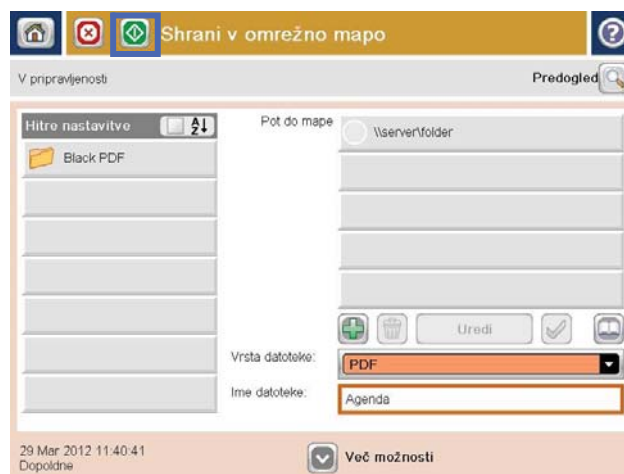 Shrani v omrežno mapo
?
V pripravljenosti
Predogled
Hitre nastavitve
A
Z
Black PDF
Pot do mape
\\server\folder
Uredi
Vrsta datoteke:
PDF
Ime datoteke:
Agenda
29 Mar 2012 11:40:41
Dopoldne
Več možnosti